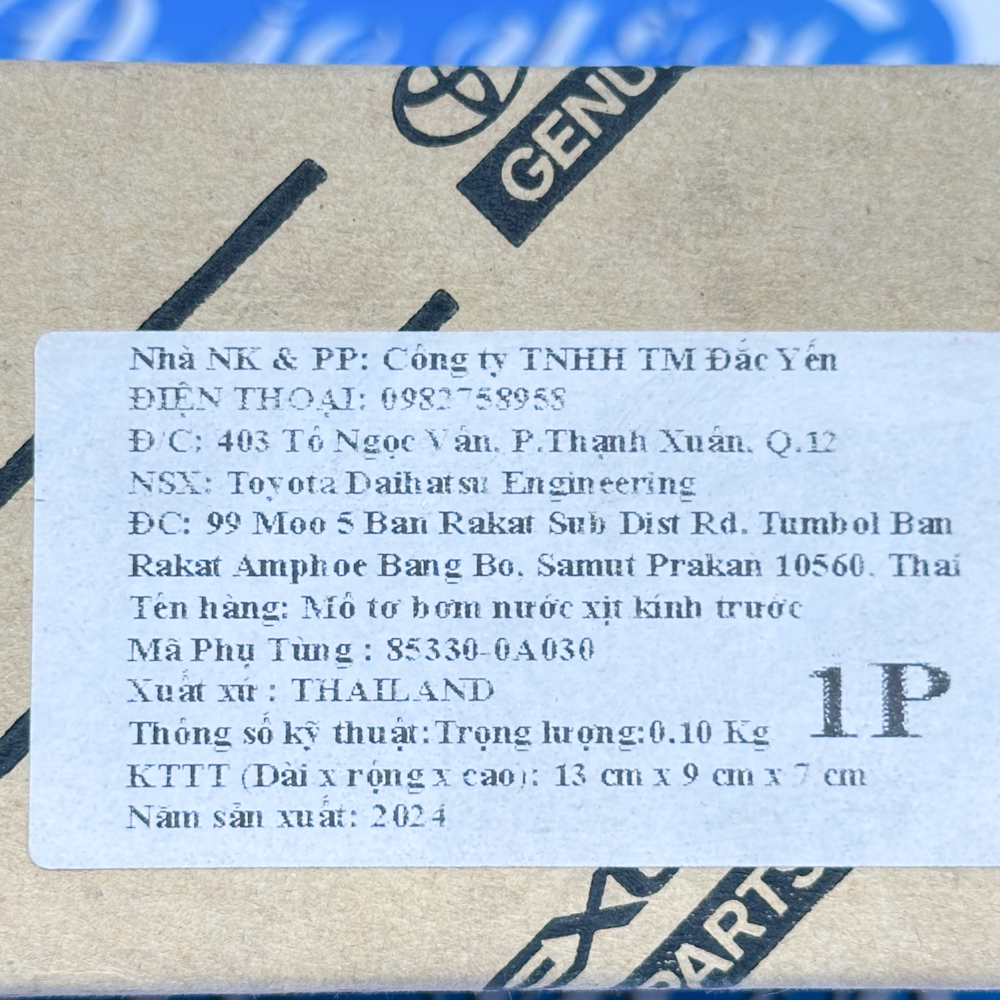 GENU
Nhà NK & PP: Công ty TNHH TM Đắc Yến
ĐIỆN THOẠI: 0982758958
Đ/C: 403 Tô Ngọc Vân, P.Thạnh Xuân, Q.12
NSX: Toyota Daihatsu Engineering
ĐC: 99 Moo 5 Ban Rakat Sub Dist Rd. Tumbol Ban
Rakat Amphoe Bang Bo, Samut Prakan 10560, Thai
Tên hàng: Mô tơ bơm nước xịt kính trước
Mã Phụ Tùng : 85330-0A030
Xuất xứ : THAILAND
Thông số kỹ thuật:Trọng lượng:0.10 Kg
1P
KTTT (Dài x rộng x cao): 13 cm x 9 cm x 7 cm
Năm sản xuất: 2024
EXU
PARTS